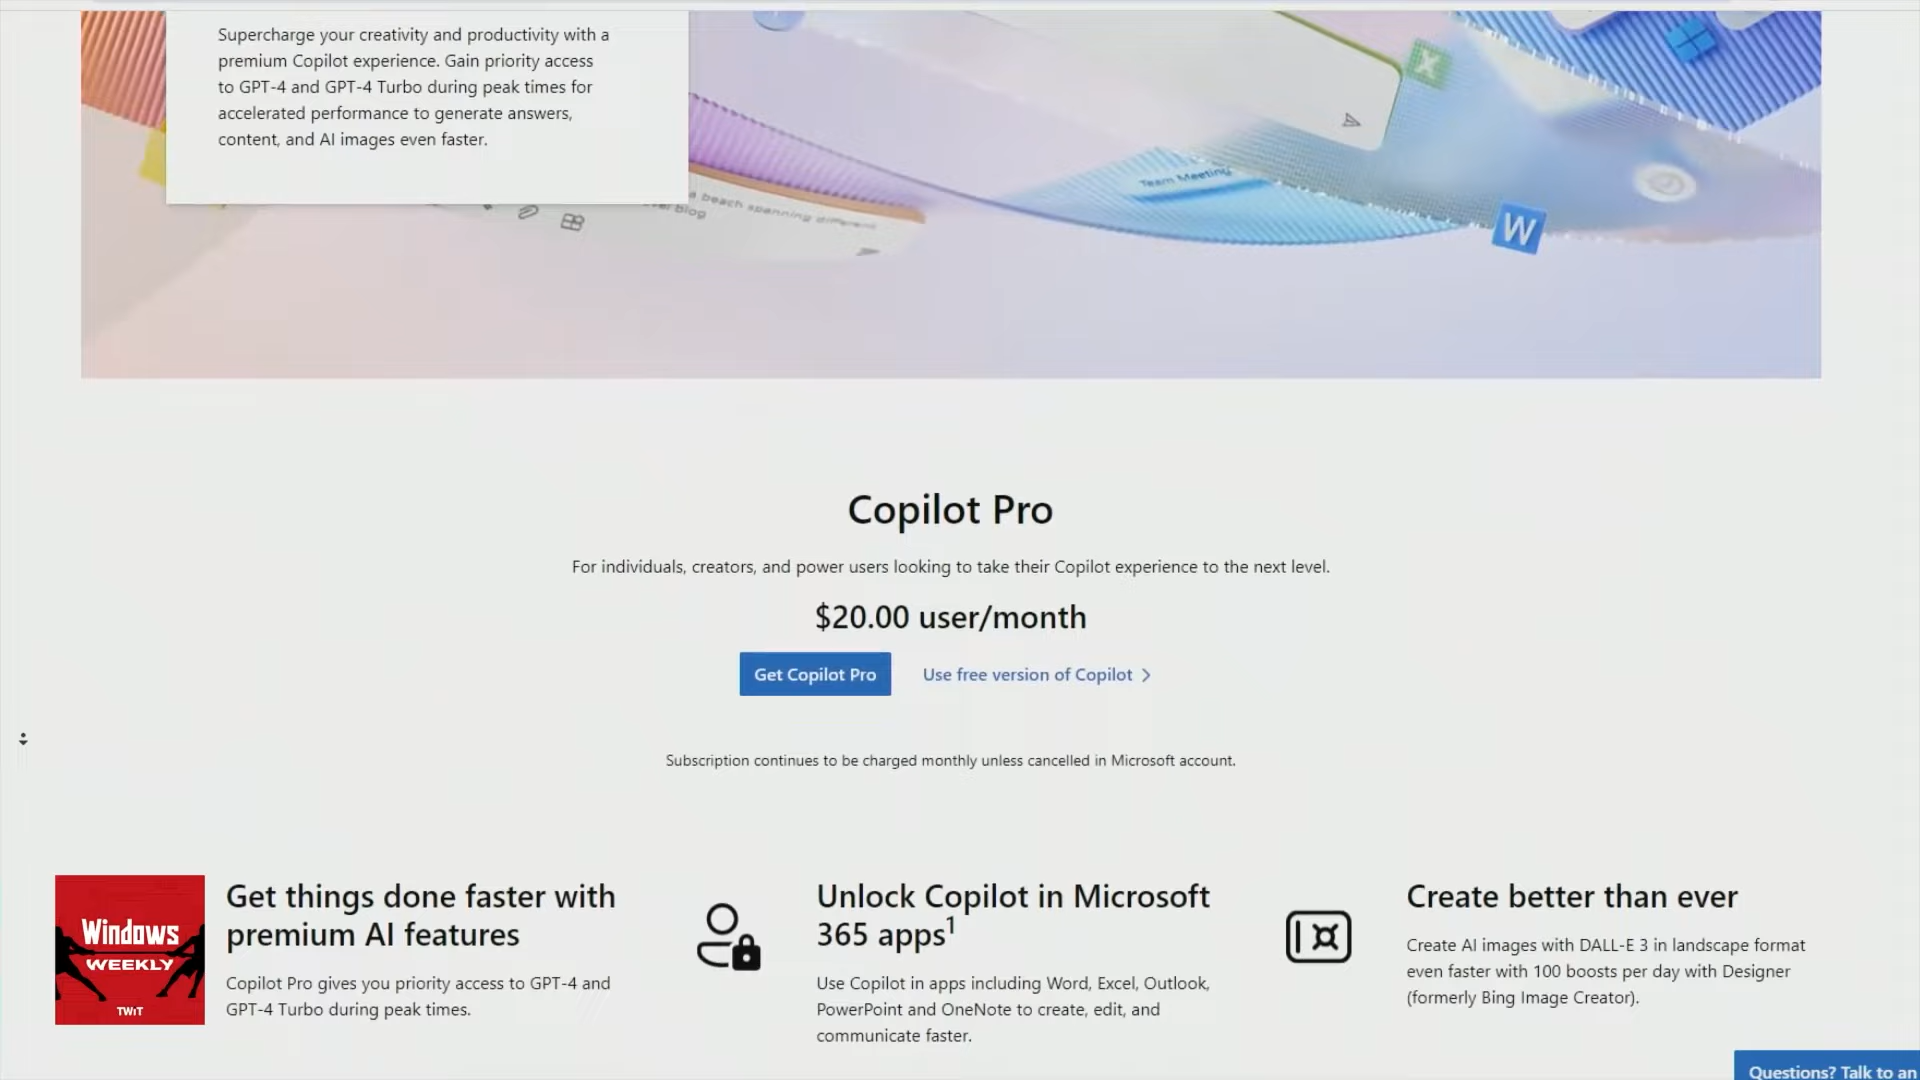 Supercharge your creativity and productivity with a
premium Copilot experience. Gain priority access
to GPT-4 and GPT-4 Turbo during peak times for
accelerated performance to generate answers,
content, and AI images even faster.
Team Meeting
a beach spanning different
blog
W
Copilot Pro
For individuals, creators, and power users looking to take their Copilot experience to the next level.
$20.00 user/month
Get Copilot Pro
Use free version of Copilot
Subscription continues to be charged monthly unless cancelled in Microsoft account.
Windows
WEEKLY
TWiT
Get things done faster with
premium AI features
Copilot Pro gives you priority access to GPT-4 and
GPT-4 Turbo during peak times.
Unlock Copilot in Microsoft
365 apps1
Use Copilot in apps including Word, Excel, Outlook,
PowerPoint and OneNote to create, edit, and
communicate faster.
Create better than ever
Create AI images with DALL-E 3 in landscape format
even faster with 100 boosts per day with Designer
(formerly Bing Image Creator).
Questions? Talk to an